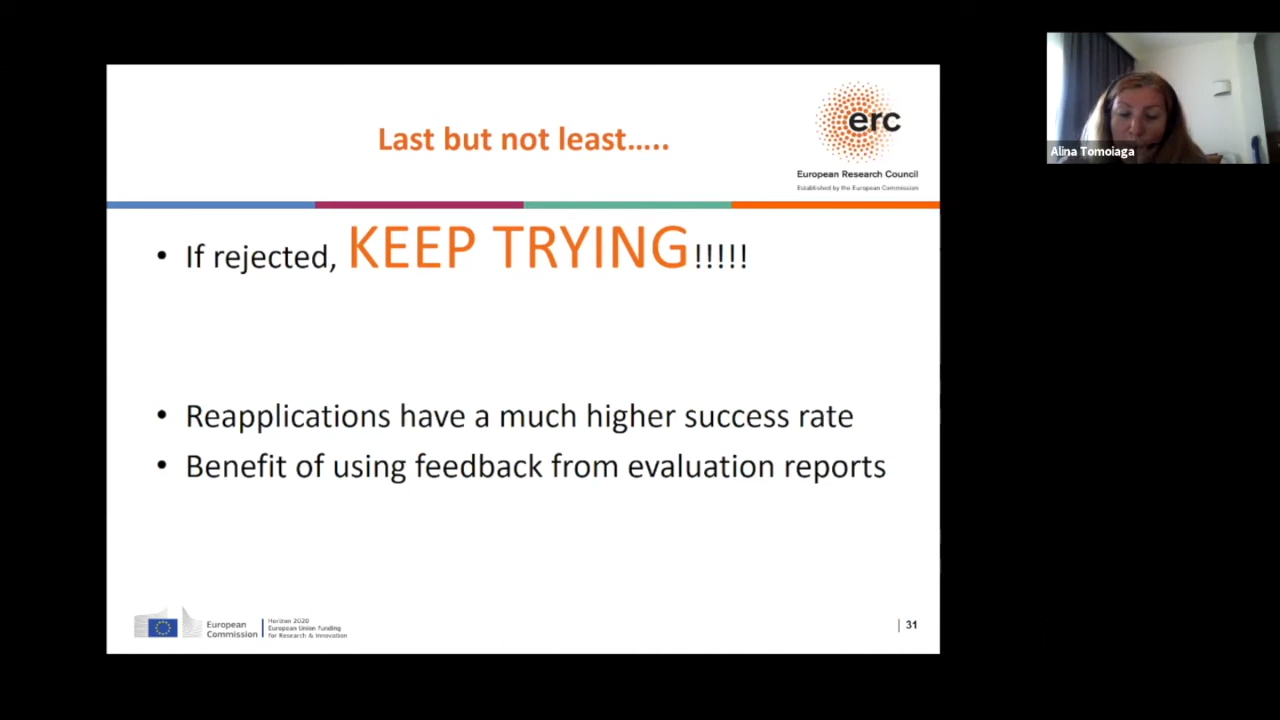 Last but not least.....
erc
European Research Council
Established by the European Commission
Alina Tomoiaga
• If rejected, KEEP TRYING!!!!!
• Reapplications have a much higher success rate
• Benefit of using feedback from evaluation reports
European
Commission
Horizon 2020
European Union funding
for Research & Innovation
| 31